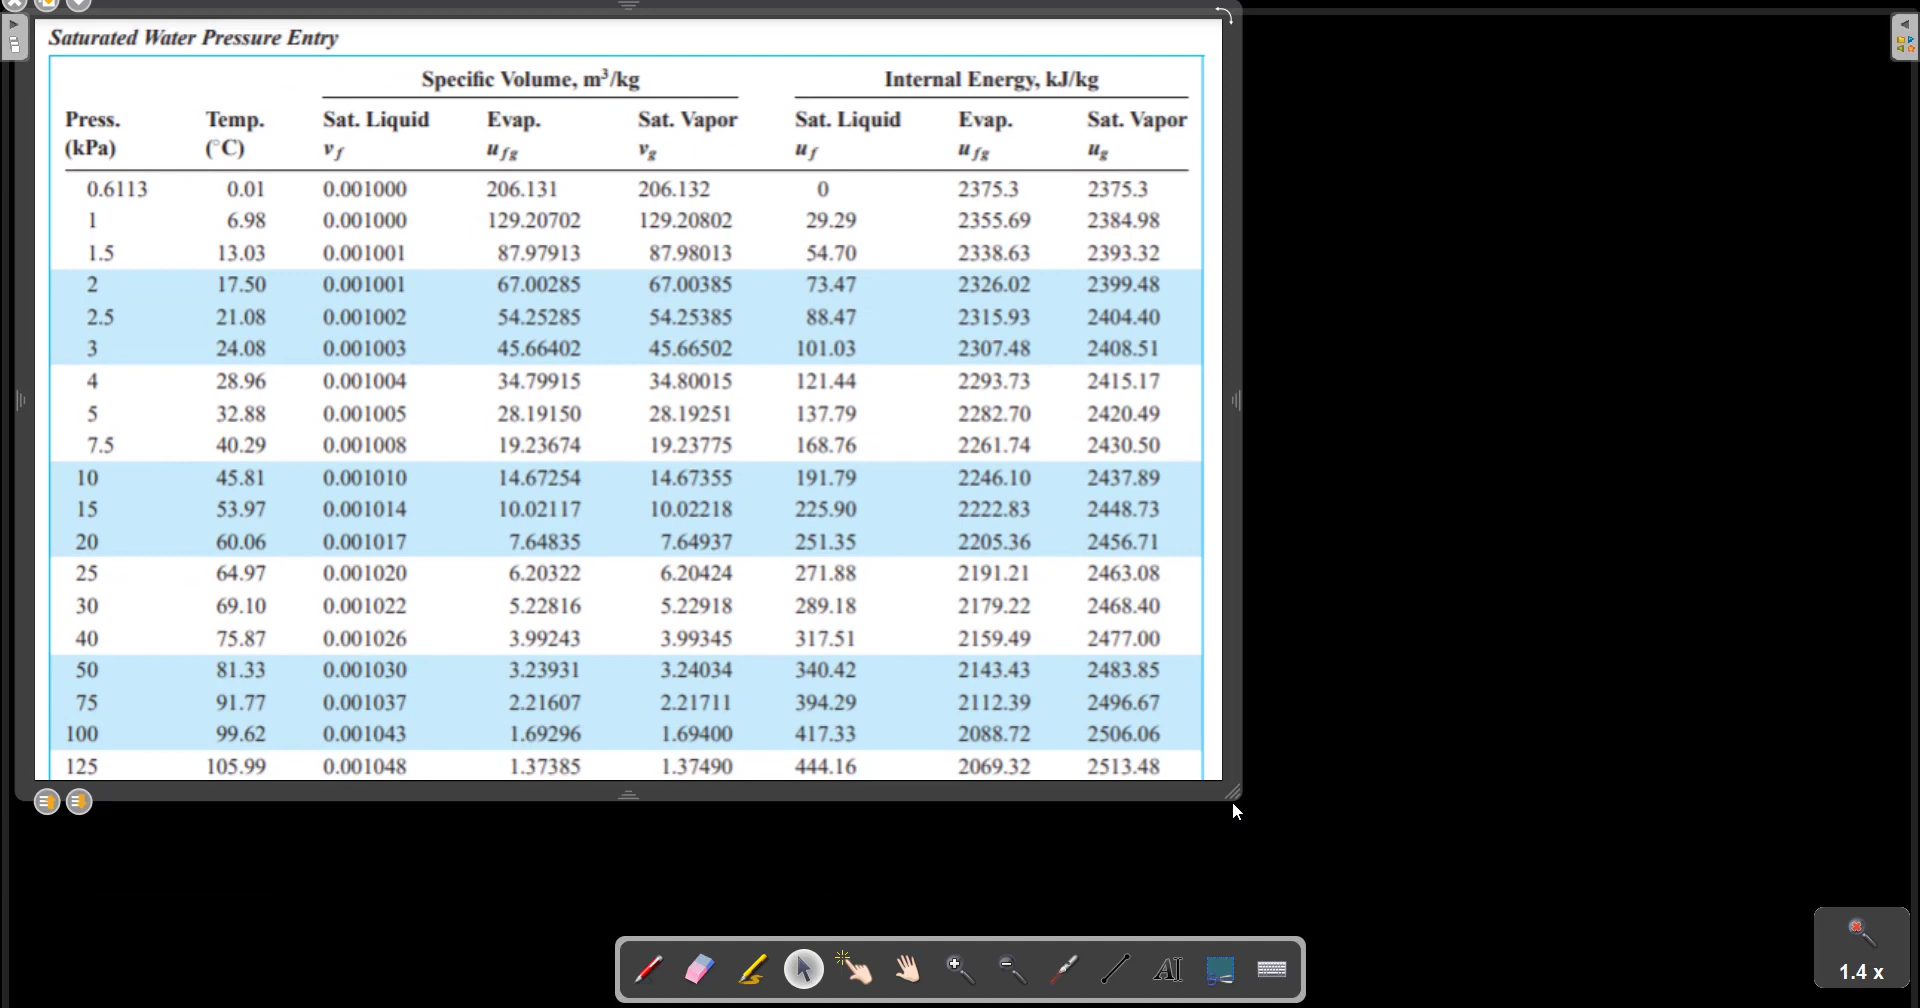 Saturated Water Pressure Entry
Specific Volume, m³/kg Internal Energy, kJ/kg
Press. Temp. Sat. Liquid Evap. Sat. Vapor Sat. Liquid Evap. Sat. Vapor
(kPa) (°C) vf ufg vg uf ufg ug
0.6113 0.01 0.001000 206.131 206.132 0 2375.3 2375.3
1 6.98 0.001000 129.20702 129.20802 29.29 2355.69 2384.98
1.5 13.03 0.001001 87.97913 87.98013 54.70 2338.63 2393.32
2 17.50 0.001001 67.00285 67.00385 73.47 2326.02 2399.48
2.5 21.08 0.001002 54.25285 54.25385 88.47 2315.93 2404.40
3 24.08 0.001003 45.66402 45.66502 101.03 2307.48 2408.51
4 28.96 0.001004 34.79915 34.80015 121.44 2293.73 2415.17
5 32.88 0.001005 28.19150 28.19251 137.79 2282.70 2420.49
7.5 40.29 0.001008 19.23674 19.23775 168.76 2261.74 2430.50
10 45.81 0.001010 14.67254 14.67355 191.79 2246.10 2437.89
15 53.97 0.001014 10.02117 10.02218 225.90 2222.83 2448.73
20 60.06 0.001017 7.64835 7.64937 251.35 2205.36 2456.71
25 64.97 0.001020 6.20322 6.20424 271.88 2191.21 2463.08
30 69.10 0.001022 5.22816 5.22918 289.18 2179.22 2468.40
40 75.87 0.001026 3.99243 3.99345 317.51 2159.49 2477.00
50 81.33 0.001030 3.23931 3.24034 340.42 2143.43 2483.85
75 91.77 0.001037 2.21607 2.21711 394.29 2112.39 2496.67
100 99.62 0.001043 1.69296 1.69400 417.33 2088.72 2506.06
125 105.99 0.001048 1.37385 1.37490 444.16 2069.32 2513.48
AI
1.4 x